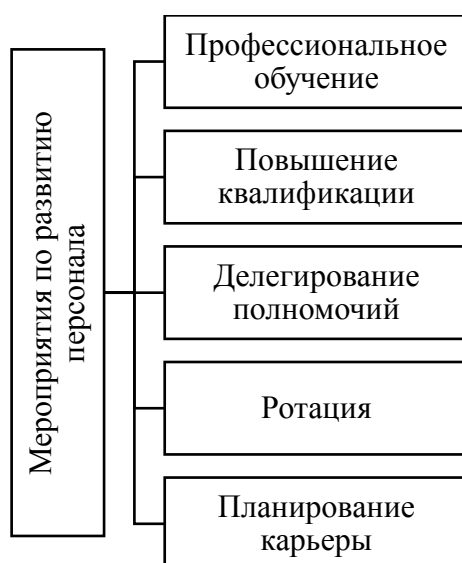 Мероприятия по развитию
персонала
Профессиональное
обучение
Повышение
квалификации
Делегирование
полномочий
Ротация
Планирование
карьеры